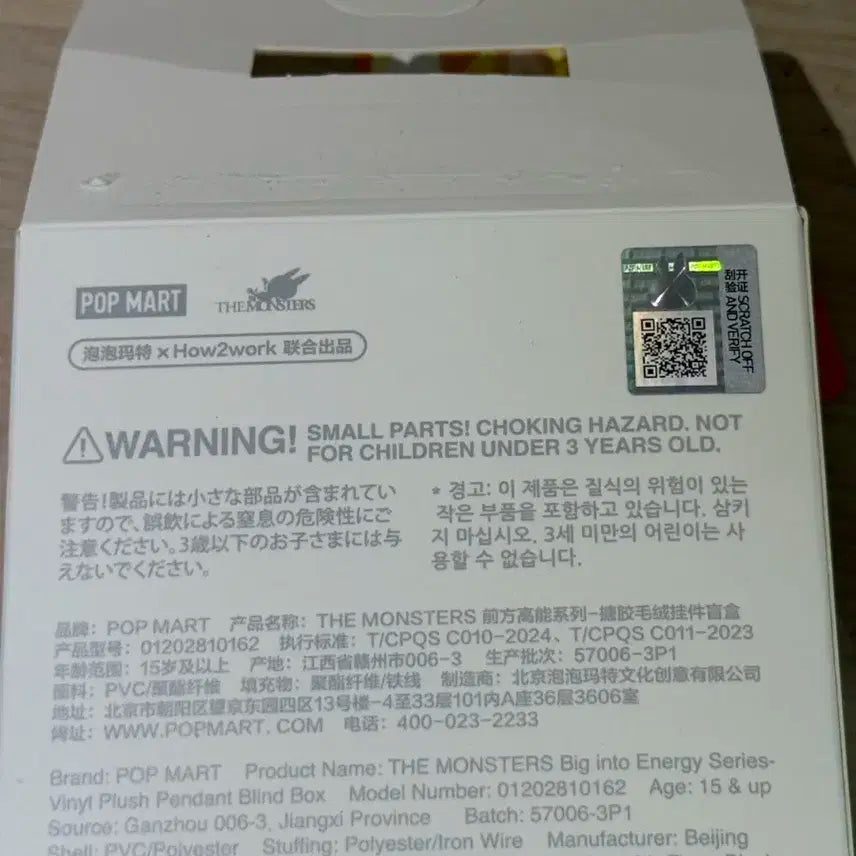 POP MART
THE MONSTERS
泡泡玛特 × How2work 联合出品
POP MART
开证 SCRATCH OFF
刮验 AND VERIFY
WARNING! SMALL PARTS! CHOKING HAZARD. NOT
FOR CHILDREN UNDER 3 YEARS OLD.
警告!製品には小さな部品が含まれてい
ますので、誤飲による窒息の危険性にご
注意ください。3歳以下のお子さまには与
えないでください。
* 경고: 이 제품은 질식의 위험이 있는
작은 부품을 포함하고 있습니다. 삼키
지 마십시오. 3세 미만의 어린이는 사
용할 수 없습니다.
品牌: POP MART 产品名称: THE MONSTERS 前方高能系列-搪胶毛绒挂件盲盒
产品型号: 01202810162 执行标准: T/CPQS C010-2024、T/CPQS C011-2023
年龄范围: 15岁及以上 产地: 江西省赣州市006-3 生产批次: 57006-3P1
面料: PVC/聚酯纤维 填充物: 聚酯纤维/铁线 制造商: 北京泡泡玛特文化创意有限公司
地址: 北京市朝阳区望京东园四区13号楼-4至33层101内A座36层3606室
网址: WWW.POPMART.COM 电话: 400-023-2233
Brand: POP MART Product Name: THE MONSTERS Big into Energy Series-
Vinyl Plush Pendant Blind Box Model Number: 01202810162 Age: 15 & up
Source: Ganzhou 006-3, Jiangxi Province Batch: 57006-3P1
Shell: PVC/Polyester Stuffing: Polyester/Iron Wire Manufacturer: Beijing